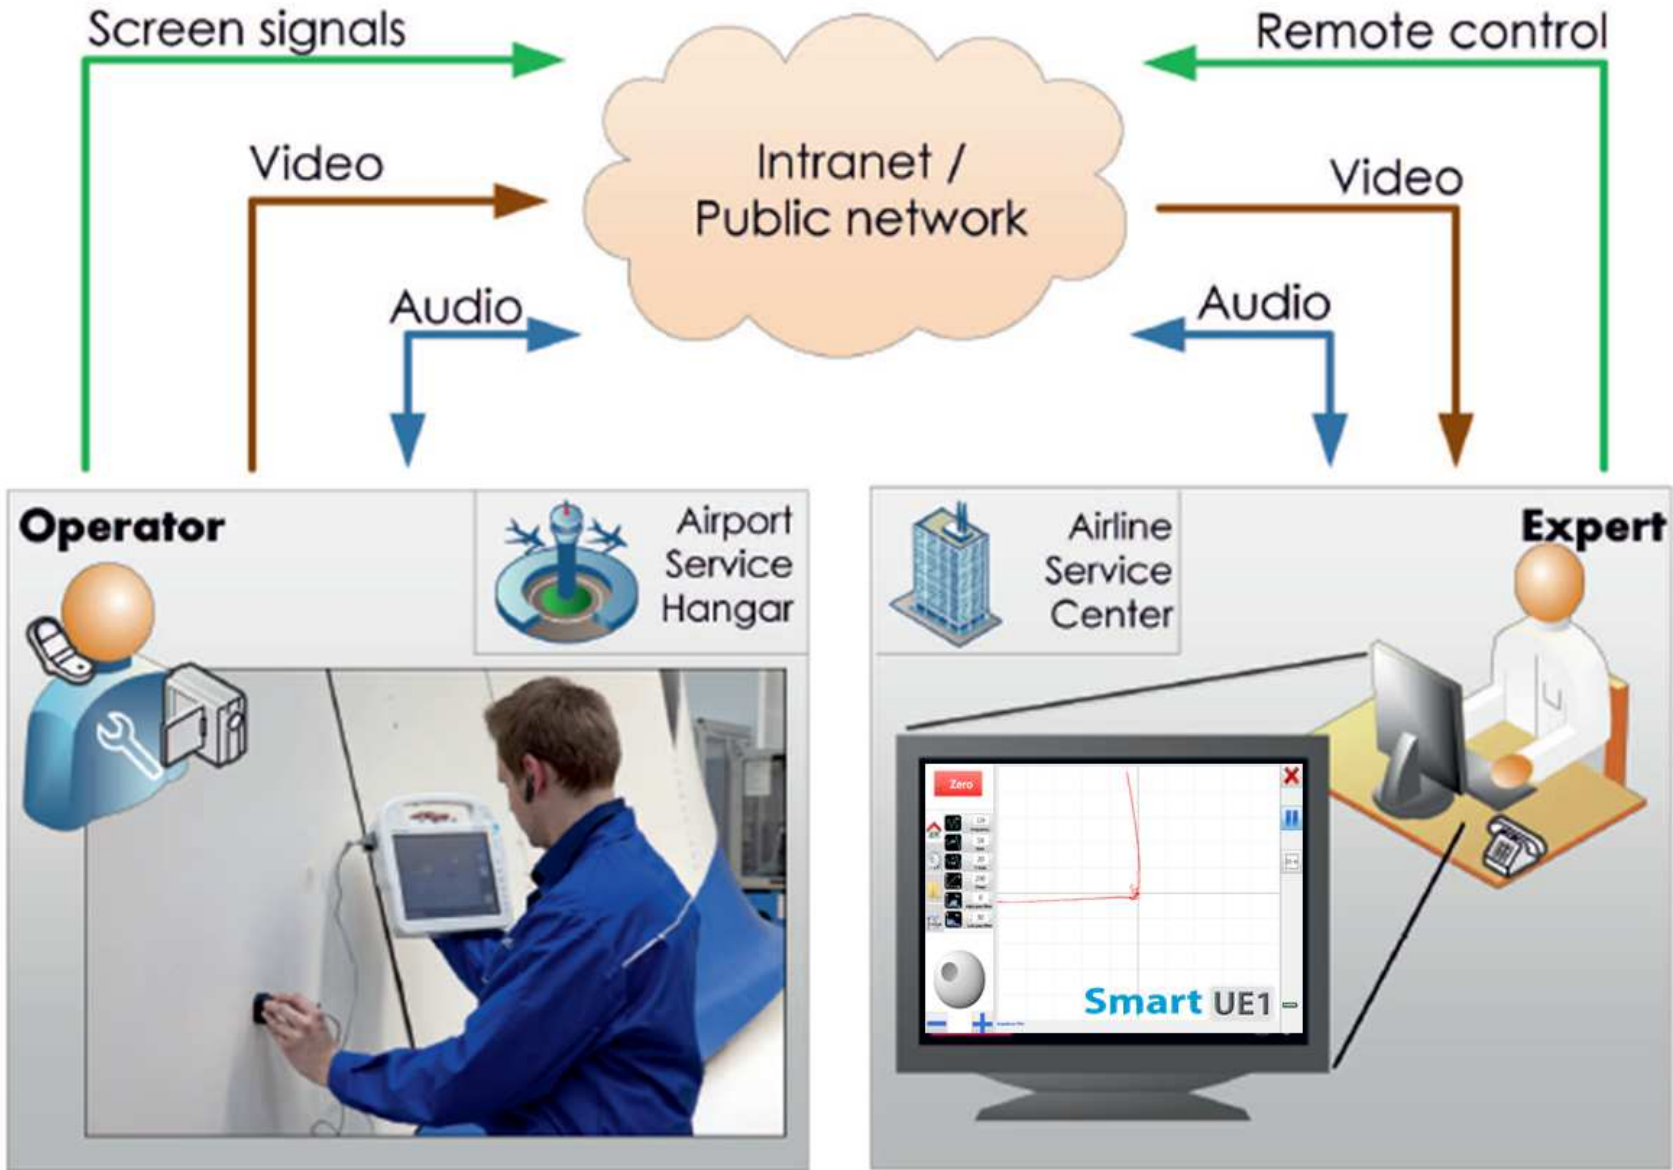 Screen signals
Remote control
Video
Intranet /
Public network
Video
Audio
Audio
Operator
Airport
Service
Hangar
Airline
Service
Center
Expert
Zero
Smart UE1